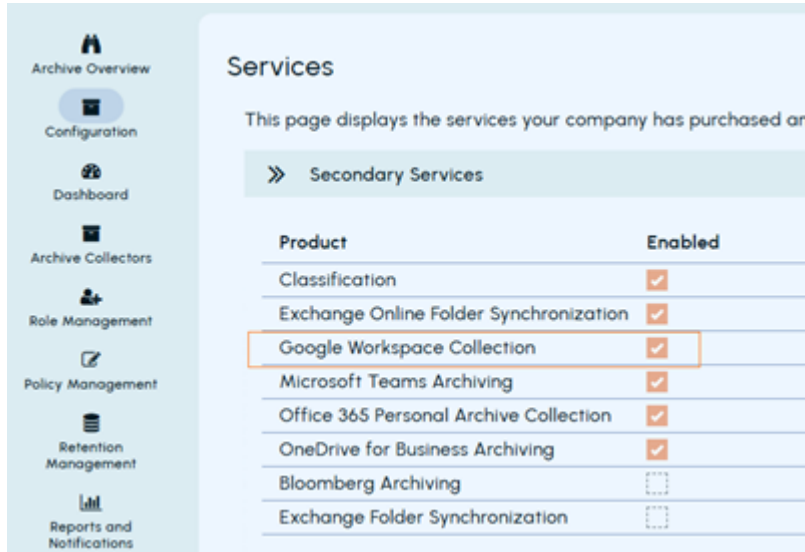 Archive Overview
Configuration
Dashboard
Archive Collectors
Role Management
Policy Management
Retention
Management
Reports and
Notifications
Services
This page displays the services your company has purchased ar
Secondary Services
Product Enabled
Classification
Exchange Online Folder Synchronization
Google Workspace Collection
Microsoft Teams Archiving
Office 365 Personal Archive Collection
OneDrive for Business Archiving
Bloomberg Archiving
Exchange Folder Synchronization